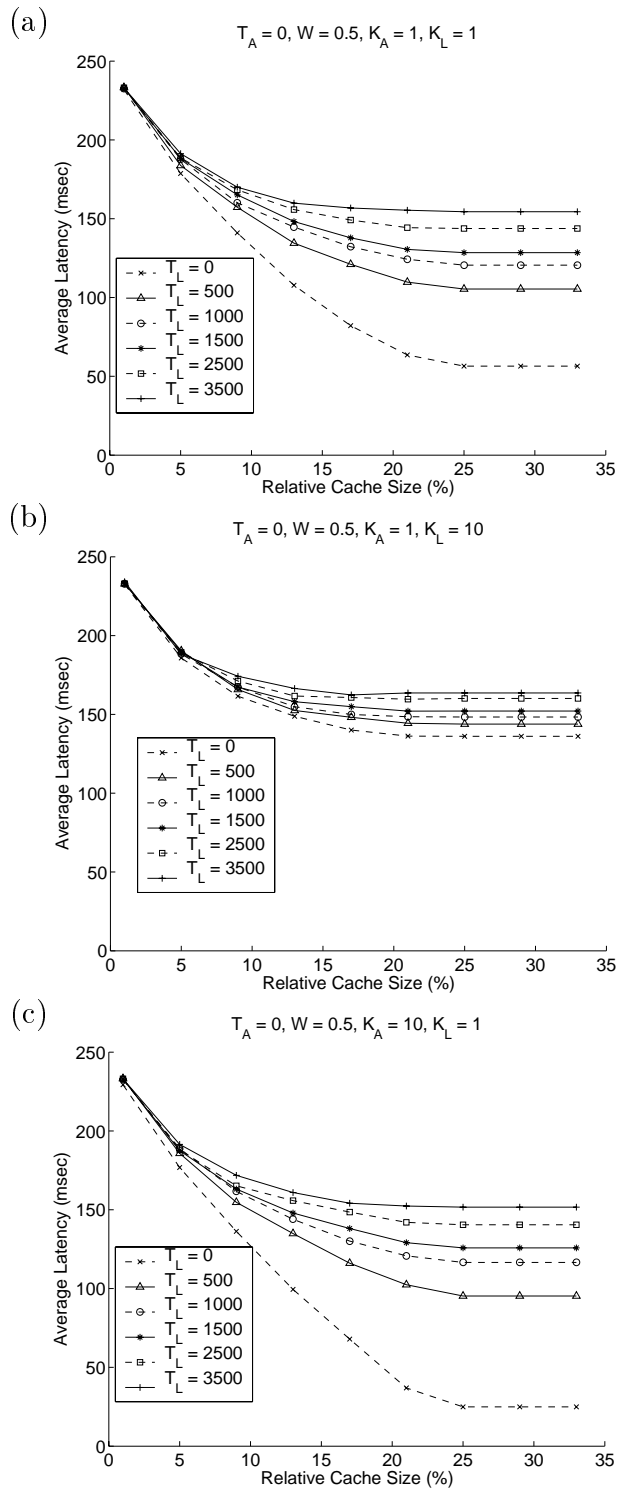 (a)
T_A = 0, W = 0.5, K_A = 1, K_L = 1
250
200
150
100
50
0
Average Latency (msec)
T_L = 0
T_L = 500
T_L = 1000
T_L = 1500
T_L = 2500
T_L = 3500
0 5 10 15 20 25 30 35
Relative Cache Size (%)
(b)
T_A = 0, W = 0.5, K_A = 1, K_L = 10
250
200
150
100
50
0
Average Latency (msec)
T_L = 0
T_L = 500
T_L = 1000
T_L = 1500
T_L = 2500
T_L = 3500
0 5 10 15 20 25 30 35
Relative Cache Size (%)
(c)
T_A = 0, W = 0.5, K_A = 10, K_L = 1
250
200
150
100
50
0
Average Latency (msec)
T_L = 0
T_L = 500
T_L = 1000
T_L = 1500
T_L = 2500
T_L = 3500
0 5 10 15 20 25 30 35
Relative Cache Size (%)